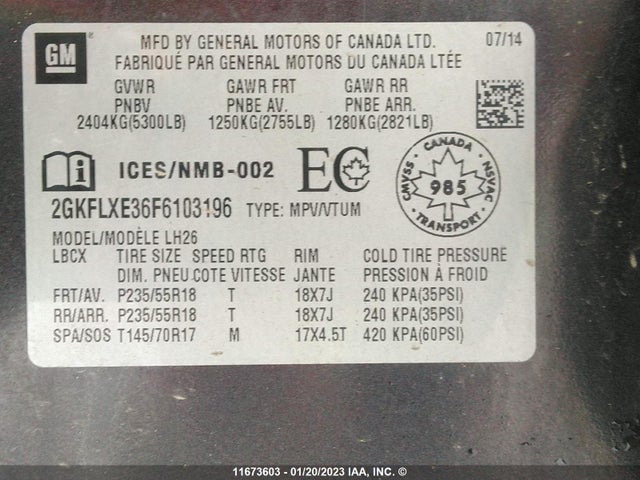 GM
MFD BY GENERAL MOTORS OF CANADA LTD. 07/14
FABRIQUÉ PAR GENERAL MOTORS DU CANADA LTÉE
GVWR GAWR FRT GAWR RR
PNBV PNBE AV. PNBE ARR.
2404KG(5300LB) 1250KG(2755LB) 1280KG(2821LB)
ICES/NMB-002 EC
CANADA
CMVSS 985 NSVAC
TRANSPORT
2GKFLXE36F6103196 TYPE: MPV/VTUM
MODEL/MODÈLE LH26
LBCX TIRE SIZE SPEED RTG RIM COLD TIRE PRESSURE
DIM. PNEU COTE VITESSE JANTE PRESSION À FROID
FRT/AV. P235/55R18 T 18X7J 240 KPA(35PSI)
RR/ARR. P235/55R18 T 18X7J 240 KPA(35PSI)
SPA/SOS T145/70R17 M 17X4.5T 420 KPA(60PSI)
11673603 - 01/20/2023 IAA, INC. ©